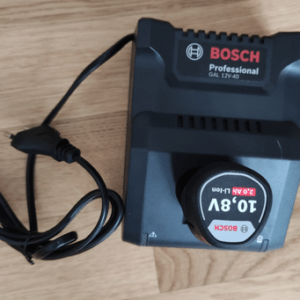 BOSCH
Professional
GAL 12V-40
BOSCH
10,8V
2,0 Ah Li-Ion